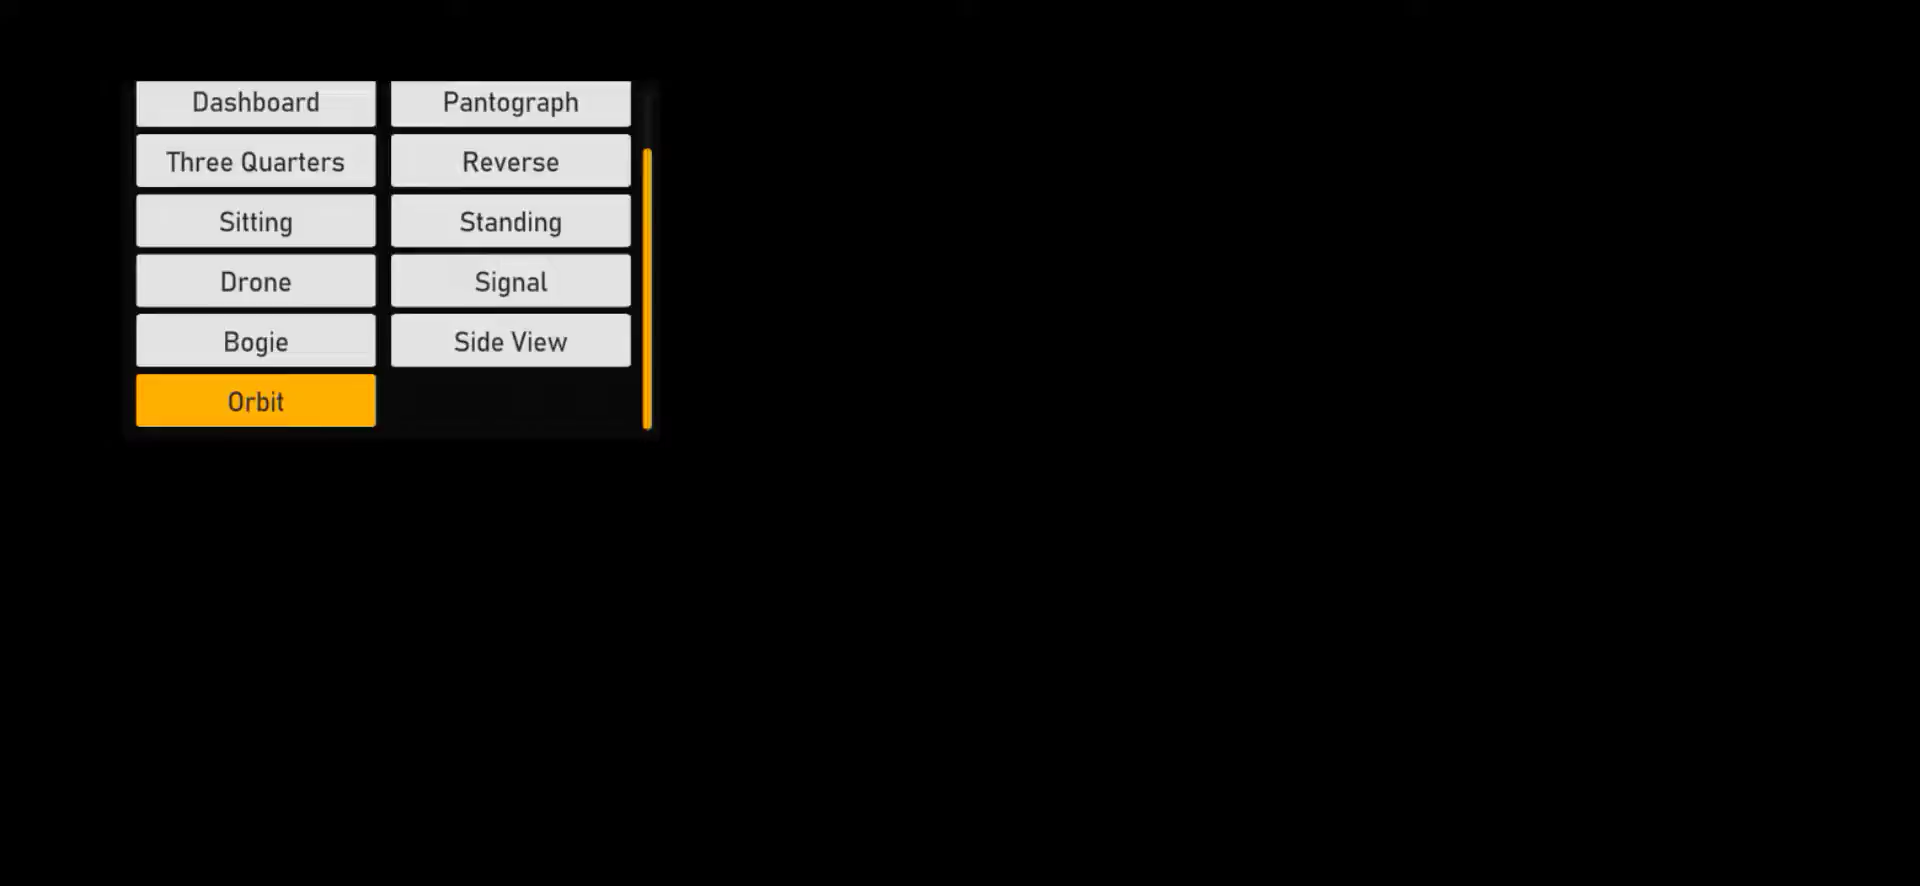 Dashboard
Pantograph
Three Quarters
Reverse
Sitting
Standing
Drone
Signal
Bogie
Side View
Orbit